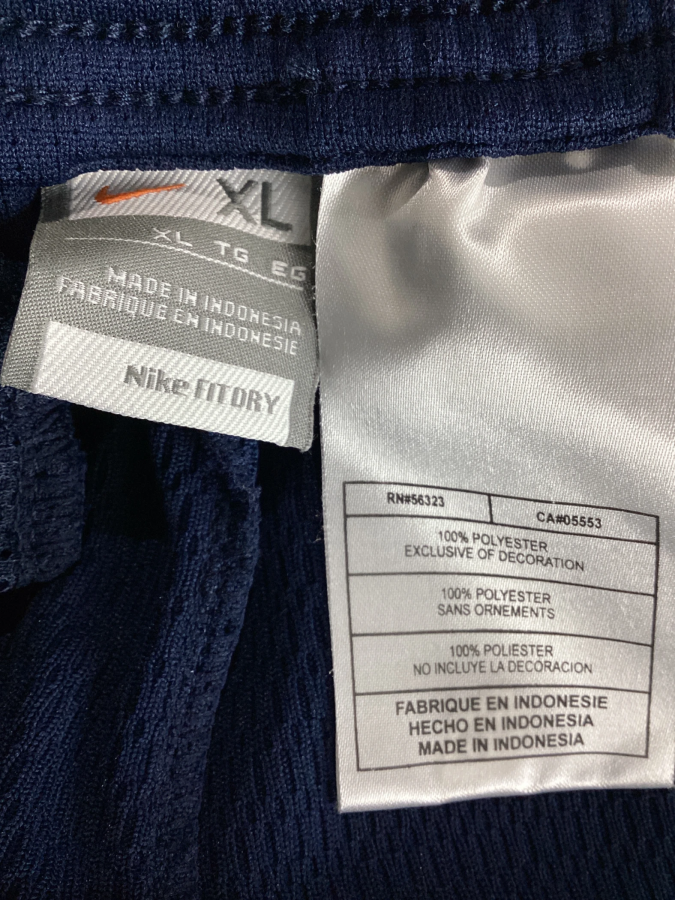 XL
XL TG EG
MADE IN INDONESIA
FABRIQUE EN INDONESIE
Nike FIT DRY
RN#56323
CA#05553
100% POLYESTER
EXCLUSIVE OF DECORATION
100% POLYESTER
SANS ORNEMENTS
100% POLIESTER
NO INCLUYE LA DECORACION
FABRIQUE EN INDONESIE
HECHO EN INDONESIA
MADE IN INDONESIA